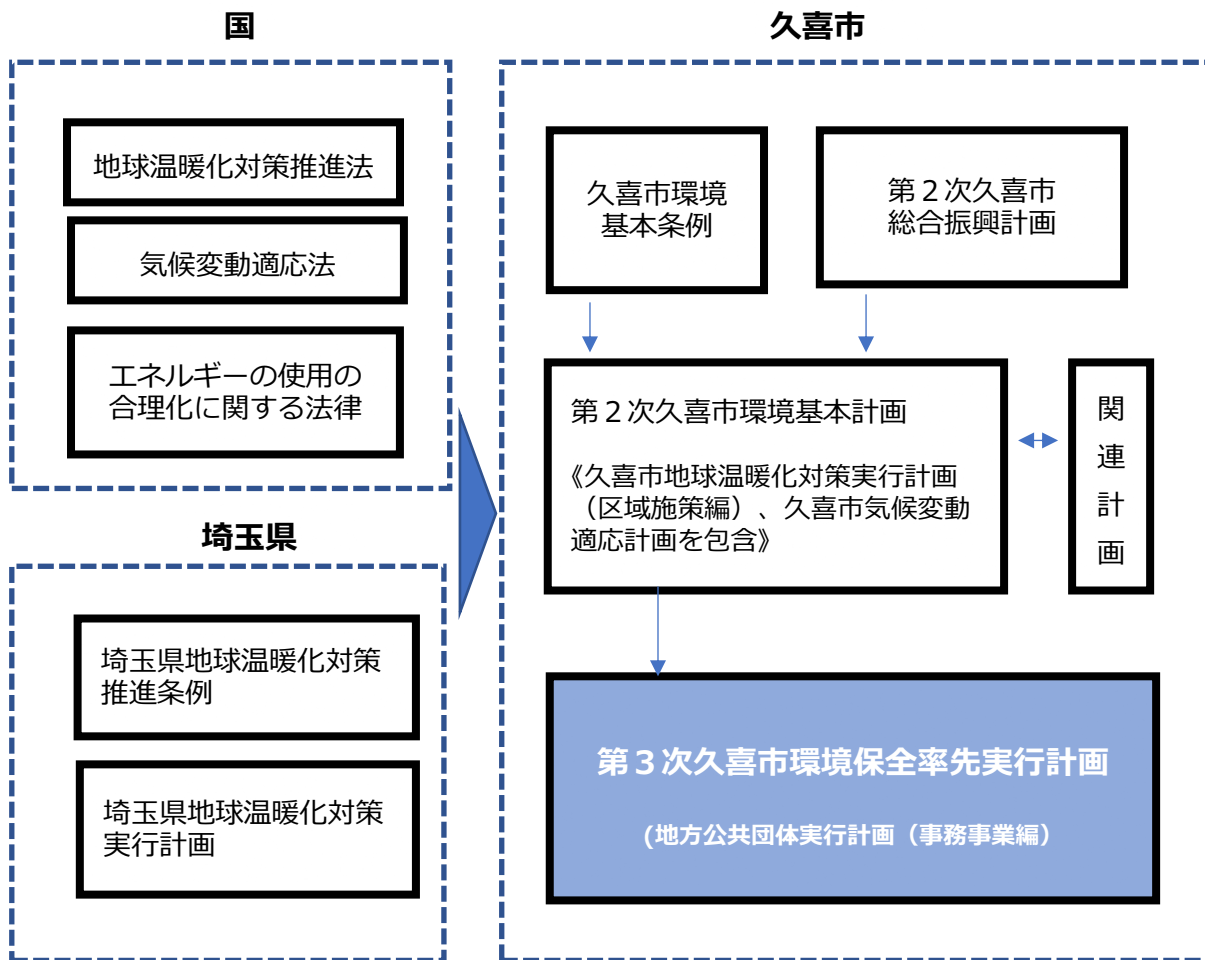 国
地球温暖化対策推進法
気候変動適応法
エネルギーの使用の
合理化に関する法律
埼玉県
埼玉県地球温暖化対策
推進条例
埼玉県地球温暖化対策
実行計画
久喜市
久喜市環境
基本条例
第２次久喜市
総合振興計画
第２次久喜市環境基本計画
《久喜市地球温暖化対策実行計画
（区域施策編）、久喜市気候変動
適応計画を包含》
関
連
計
画
第３次久喜市環境保全率先実行計画
(地方公共団体実行計画（事務事業編）